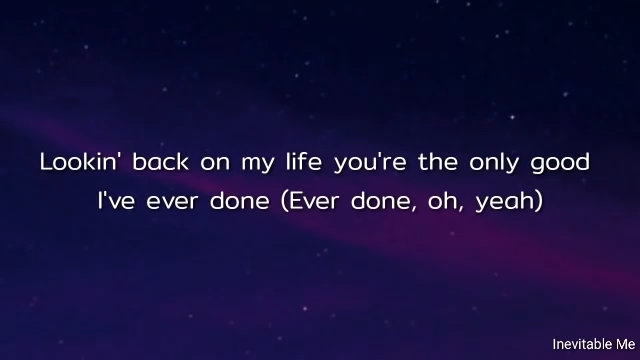 Lookin' back on my life you're the only good
I've ever done (Ever done, oh, yeah)
Inevitable Me